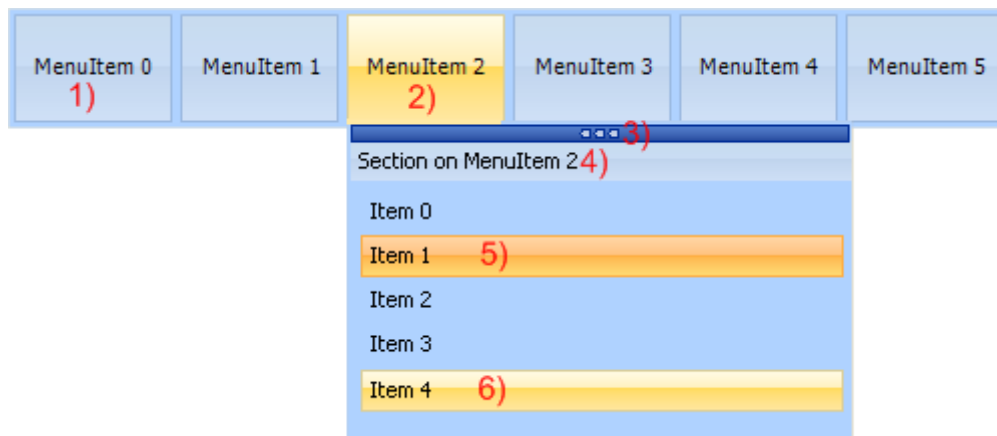 MenuItem 0 MenuItem 1 MenuItem 2 MenuItem 3 MenuItem 4 MenuItem 5
1) 2)
3)
Section on MenuItem 2 4)
Item 0
Item 1 5)
Item 2
Item 3
Item 4 6)